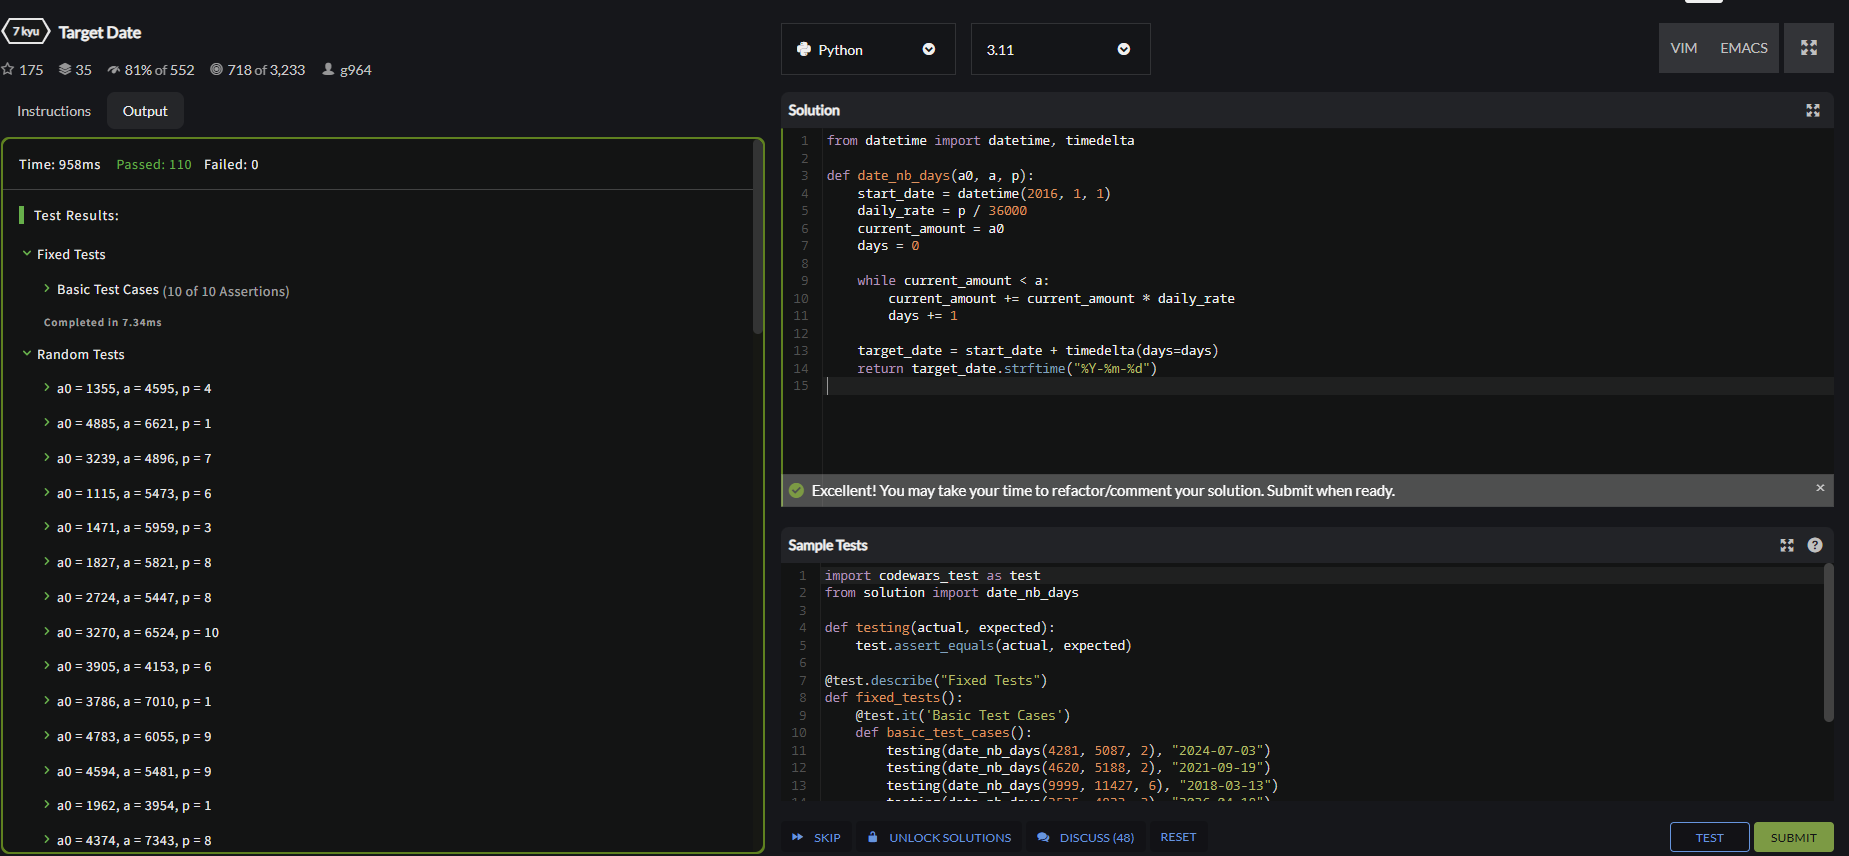 7 kyu Target Date
175 35 81% of 552 718 of 3,233 g964
Instructions Output
Time: 958ms Passed: 110 Failed: 0
Test Results:
Fixed Tests
Basic Test Cases (10 of 10 Assertions)
Completed in 7.34ms
Random Tests
a0 = 1355, a = 4595, p = 4
a0 = 4885, a = 6621, p = 1
a0 = 3239, a = 4896, p = 7
a0 = 1115, a = 5473, p = 6
a0 = 1471, a = 5959, p = 3
a0 = 1827, a = 5821, p = 8
a0 = 2724, a = 5447, p = 8
a0 = 3270, a = 6524, p = 10
a0 = 3905, a = 4153, p = 6
a0 = 3786, a = 7010, p = 1
a0 = 4783, a = 6055, p = 9
a0 = 4594, a = 5481, p = 9
a0 = 1962, a = 3954, p = 1
a0 = 4374, a = 7343, p = 8
Python 3.11 VIM EMACS
Solution
1 from datetime import datetime, timedelta
2
3 def date_nb_days(a0, a, p):
4 start_date = datetime(2016, 1, 1)
5 daily_rate = p / 36000
6 current_amount = a0
7 days = 0
8
9 while current_amount < a:
10 current_amount += current_amount * daily_rate
11 days += 1
12
13 target_date = start_date + timedelta(days=days)
14 return target_date.strftime("%Y-%m-%d")
15
Excellent! You may take your time to refactor/comment your solution. Submit when ready. ×
Sample Tests
1 import codewars_test as test
2 from solution import date_nb_days
3
4 def testing(actual, expected):
5 test.assert_equals(actual, expected)
6
7 @test.describe("Fixed Tests")
8 def fixed_tests():
9 @test.it('Basic Test Cases')
10 def basic_test_cases():
11 testing(date_nb_days(4281, 5087, 2), "2024-07-03")
12 testing(date_nb_days(4620, 5188, 2), "2021-09-19")
13 testing(date_nb_days(9999, 11427, 6), "2018-03-13")
SKIP UNLOCK SOLUTIONS DISCUSS (48) RESET TEST SUBMIT